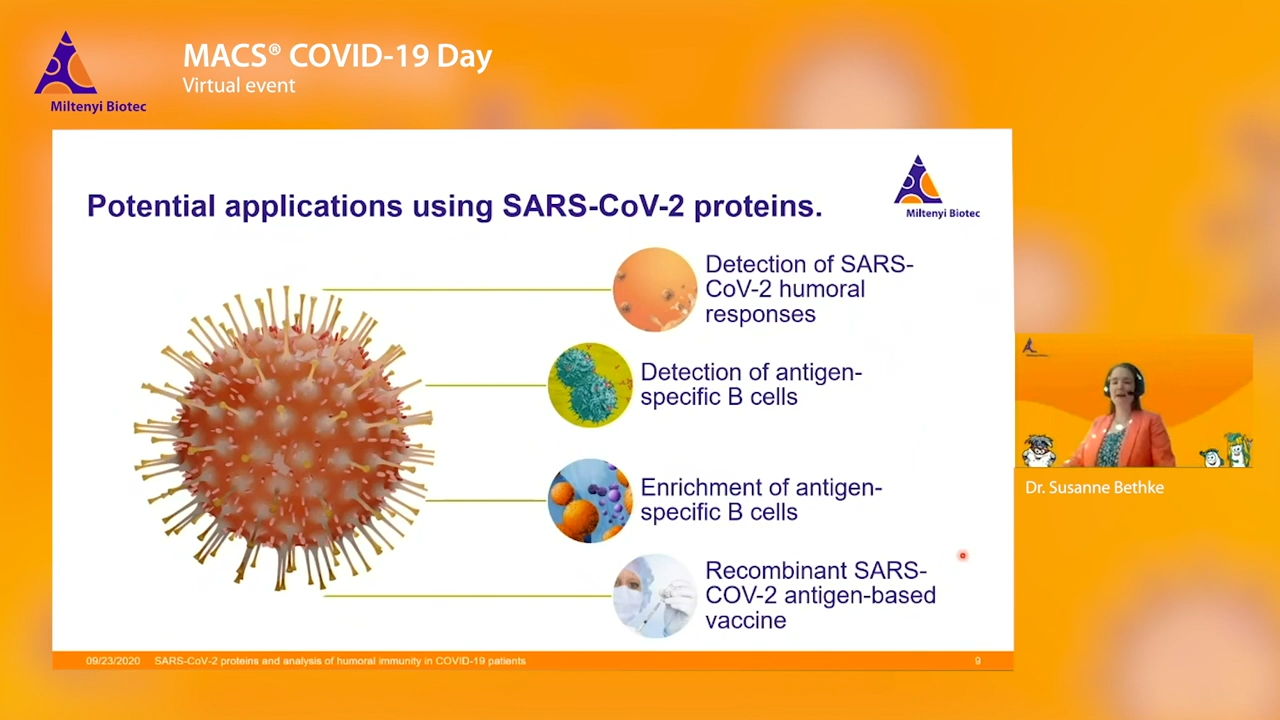 MACS® COVID-19 Day
Virtual event
Miltenyi Biotec
Potential applications using SARS-CoV-2 proteins.
Miltenyi Biotec
Detection of SARS-
CoV-2 humoral
responses
Detection of antigen-
specific B cells
Enrichment of antigen-
specific B cells
Recombinant SARS-
COV-2 antigen-based
vaccine
Dr. Susanne Bethke
09/23/2020 SARS-CoV-2 proteins and analysis of humoral immunity in COVID-19 patients 9